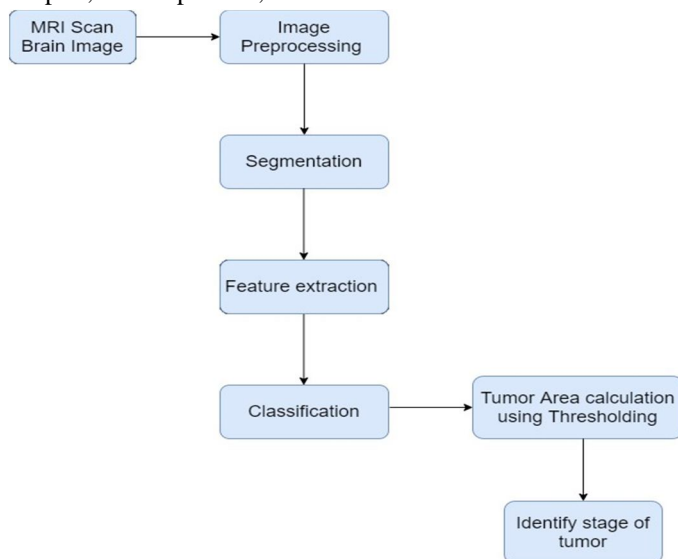 MRI Scan
Brain Image
Image
Preprocessing
Segmentation
Feature extraction
Classification
Tumor Area calculation
using Thresholding
Identify stage of
tumor